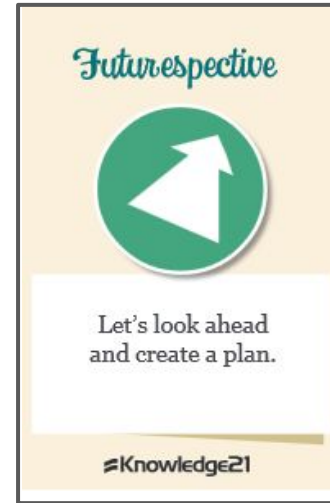 Futurespective
Let's look ahead
and create a plan.
Knowledge21